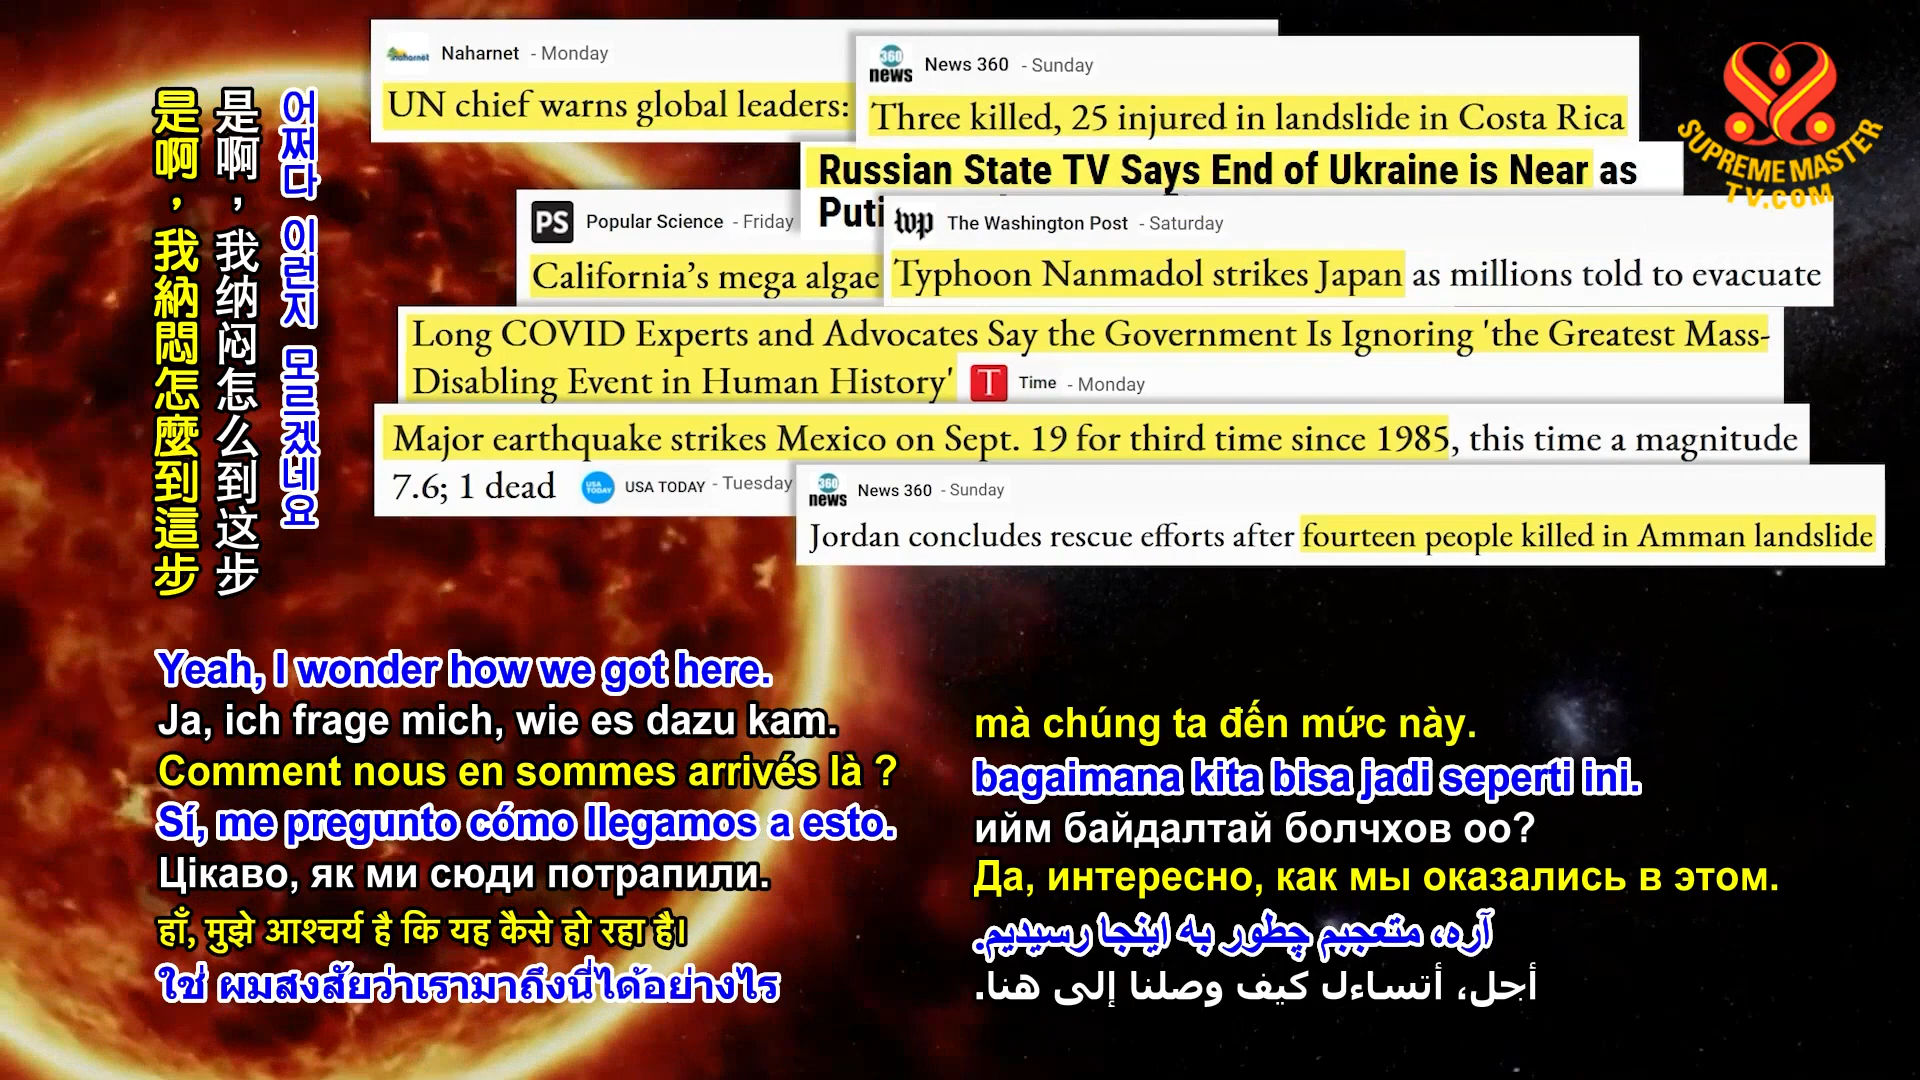 Naharnet - Monday
UN chief warns global leaders:
360 news News 360 - Sunday
Three killed, 25 injured in landslide in Costa Rica
Russian State TV Says End of Ukraine is Near as
Puti
PS Popular Science - Friday
California's mega algae
wp The Washington Post - Saturday
Typhoon Nanmadol strikes Japan as millions told to evacuate
Long COVID Experts and Advocates Say the Government Is Ignoring 'the Greatest Mass-
Disabling Event in Human History' T Time - Monday
Major earthquake strikes Mexico on Sept. 19 for third time since 1985, this time a magnitude
7.6; 1 dead USA TODAY USA TODAY - Tuesday
360 news News 360 - Sunday
Jordan concludes rescue efforts after fourteen people killed in Amman landslide
SUPREME MASTER
TV.COM
어쩌다 이런지 모르겠네요
是啊，我纳闷怎么到这步
是啊，我納悶怎麼到這步
Yeah, I wonder how we got here.
Ja, ich frage mich, wie es dazu kam.
Comment nous en sommes arrivés là ?
Sí, me pregunto cómo llegamos a esto.
Цікаво, як ми сюди потрапили.
हाँ, मुझे आश्चर्य है कि यह कैसे हो रहा है।
ใช่ ผมสงสัยว่าเรามาถึงนี่ได้อย่างไร
mà chúng ta đến mức này.
bagaimana kita bisa jadi seperti ini.
ийм байдалтай болчхов оо?
Да, интересно, как мы оказались в этом.
آره، متعجبم چطور به اینجا رسیدیم.
أجل، أتساءل كيف وصلنا إلى هنا.